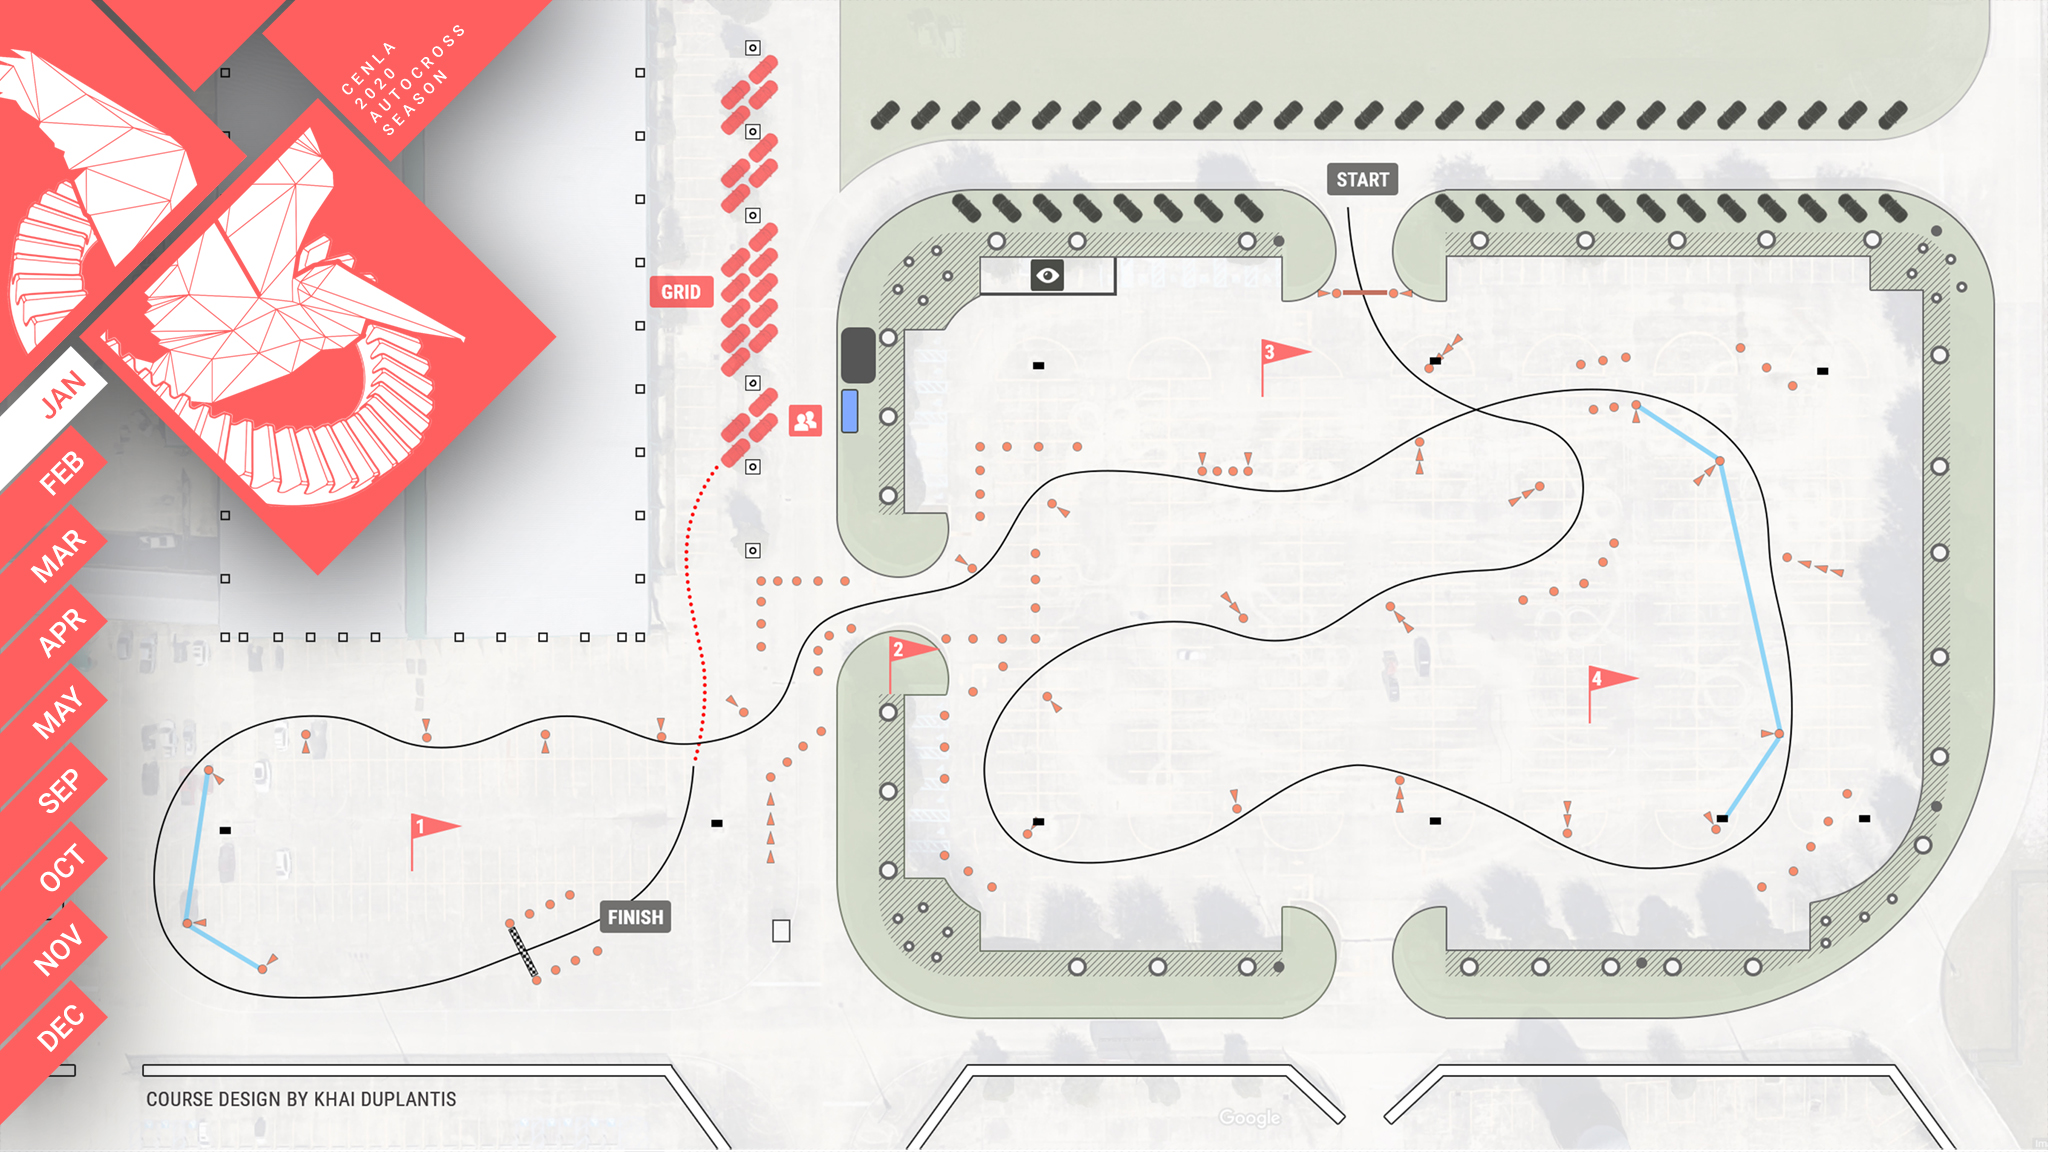 CENLA
2020
AUTOCROSS
SEASON
JAN
FEB
MAR
APR
MAY
SEP
OCT
NOV
DEC
GRID
START
3
2
4
1
FINISH
COURSE DESIGN BY KHAI DUPLANTIS
Google